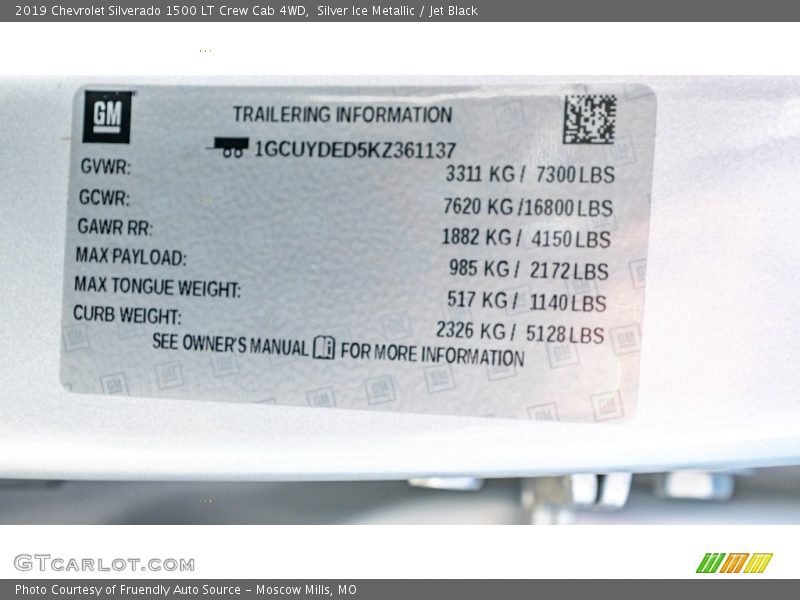 2019 Chevrolet Silverado 1500 LT Crew Cab 4WD,  Silver Ice Metallic / Jet Black
GM
TRAILERING INFORMATION
1GCUYDED5KZ361137
GVWR: 3311 KG / 7300 LBS
GCWR: 7620 KG /16800 LBS
GAWR RR: 1882 KG / 4150 LBS
MAX PAYLOAD: 985 KG / 2172 LBS
MAX TONGUE WEIGHT: 517 KG / 1140 LBS
CURB WEIGHT: 2326 KG / 5128 LBS
SEE OWNER'S MANUAL FOR MORE INFORMATION
GTCARLOT.COM
Photo Courtesy of Fruendly Auto Source – Moscow Mills, MO